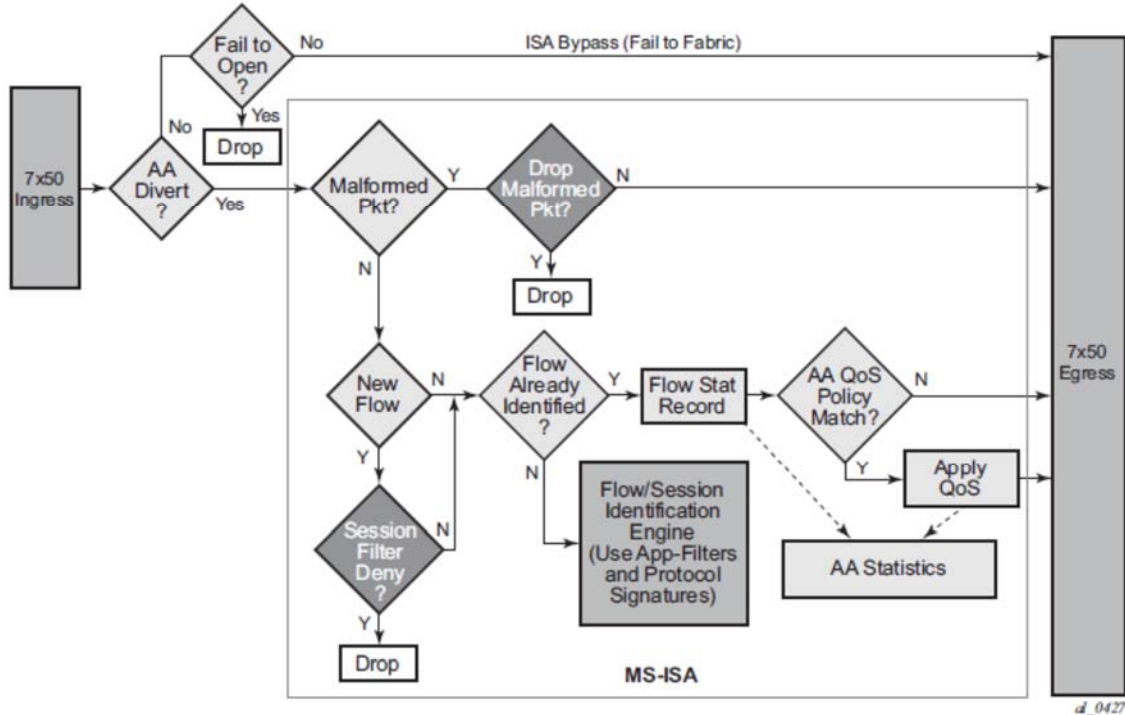 Fail to
Open
?
No
ISA Bypass (Fail to Fabric)
Yes
Drop
No
7x50
Ingress
AA
Divert
?
Yes
Malformed
Pkt?
Y
Drop
Malformed
Pkt?
N
N
Y
Drop
New
Flow
N
Flow
Already
Identified
?
Y
Flow Stat
Record
AA QoS
Policy
Match?
N
7x50
Egress
Y
N
Y
Apply
QoS
Session
Filter
Deny
?
N
Flow/Session
Identification
Engine
(Use App-Filters
and Protocol
Signatures)
AA Statistics
Y
Drop
MS-ISA
al_0427